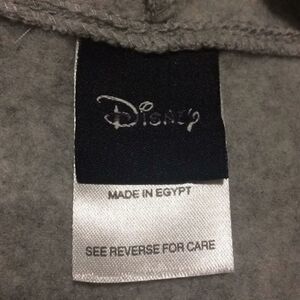 Disney
MADE IN EGYPT
SEE REVERSE FOR CARE